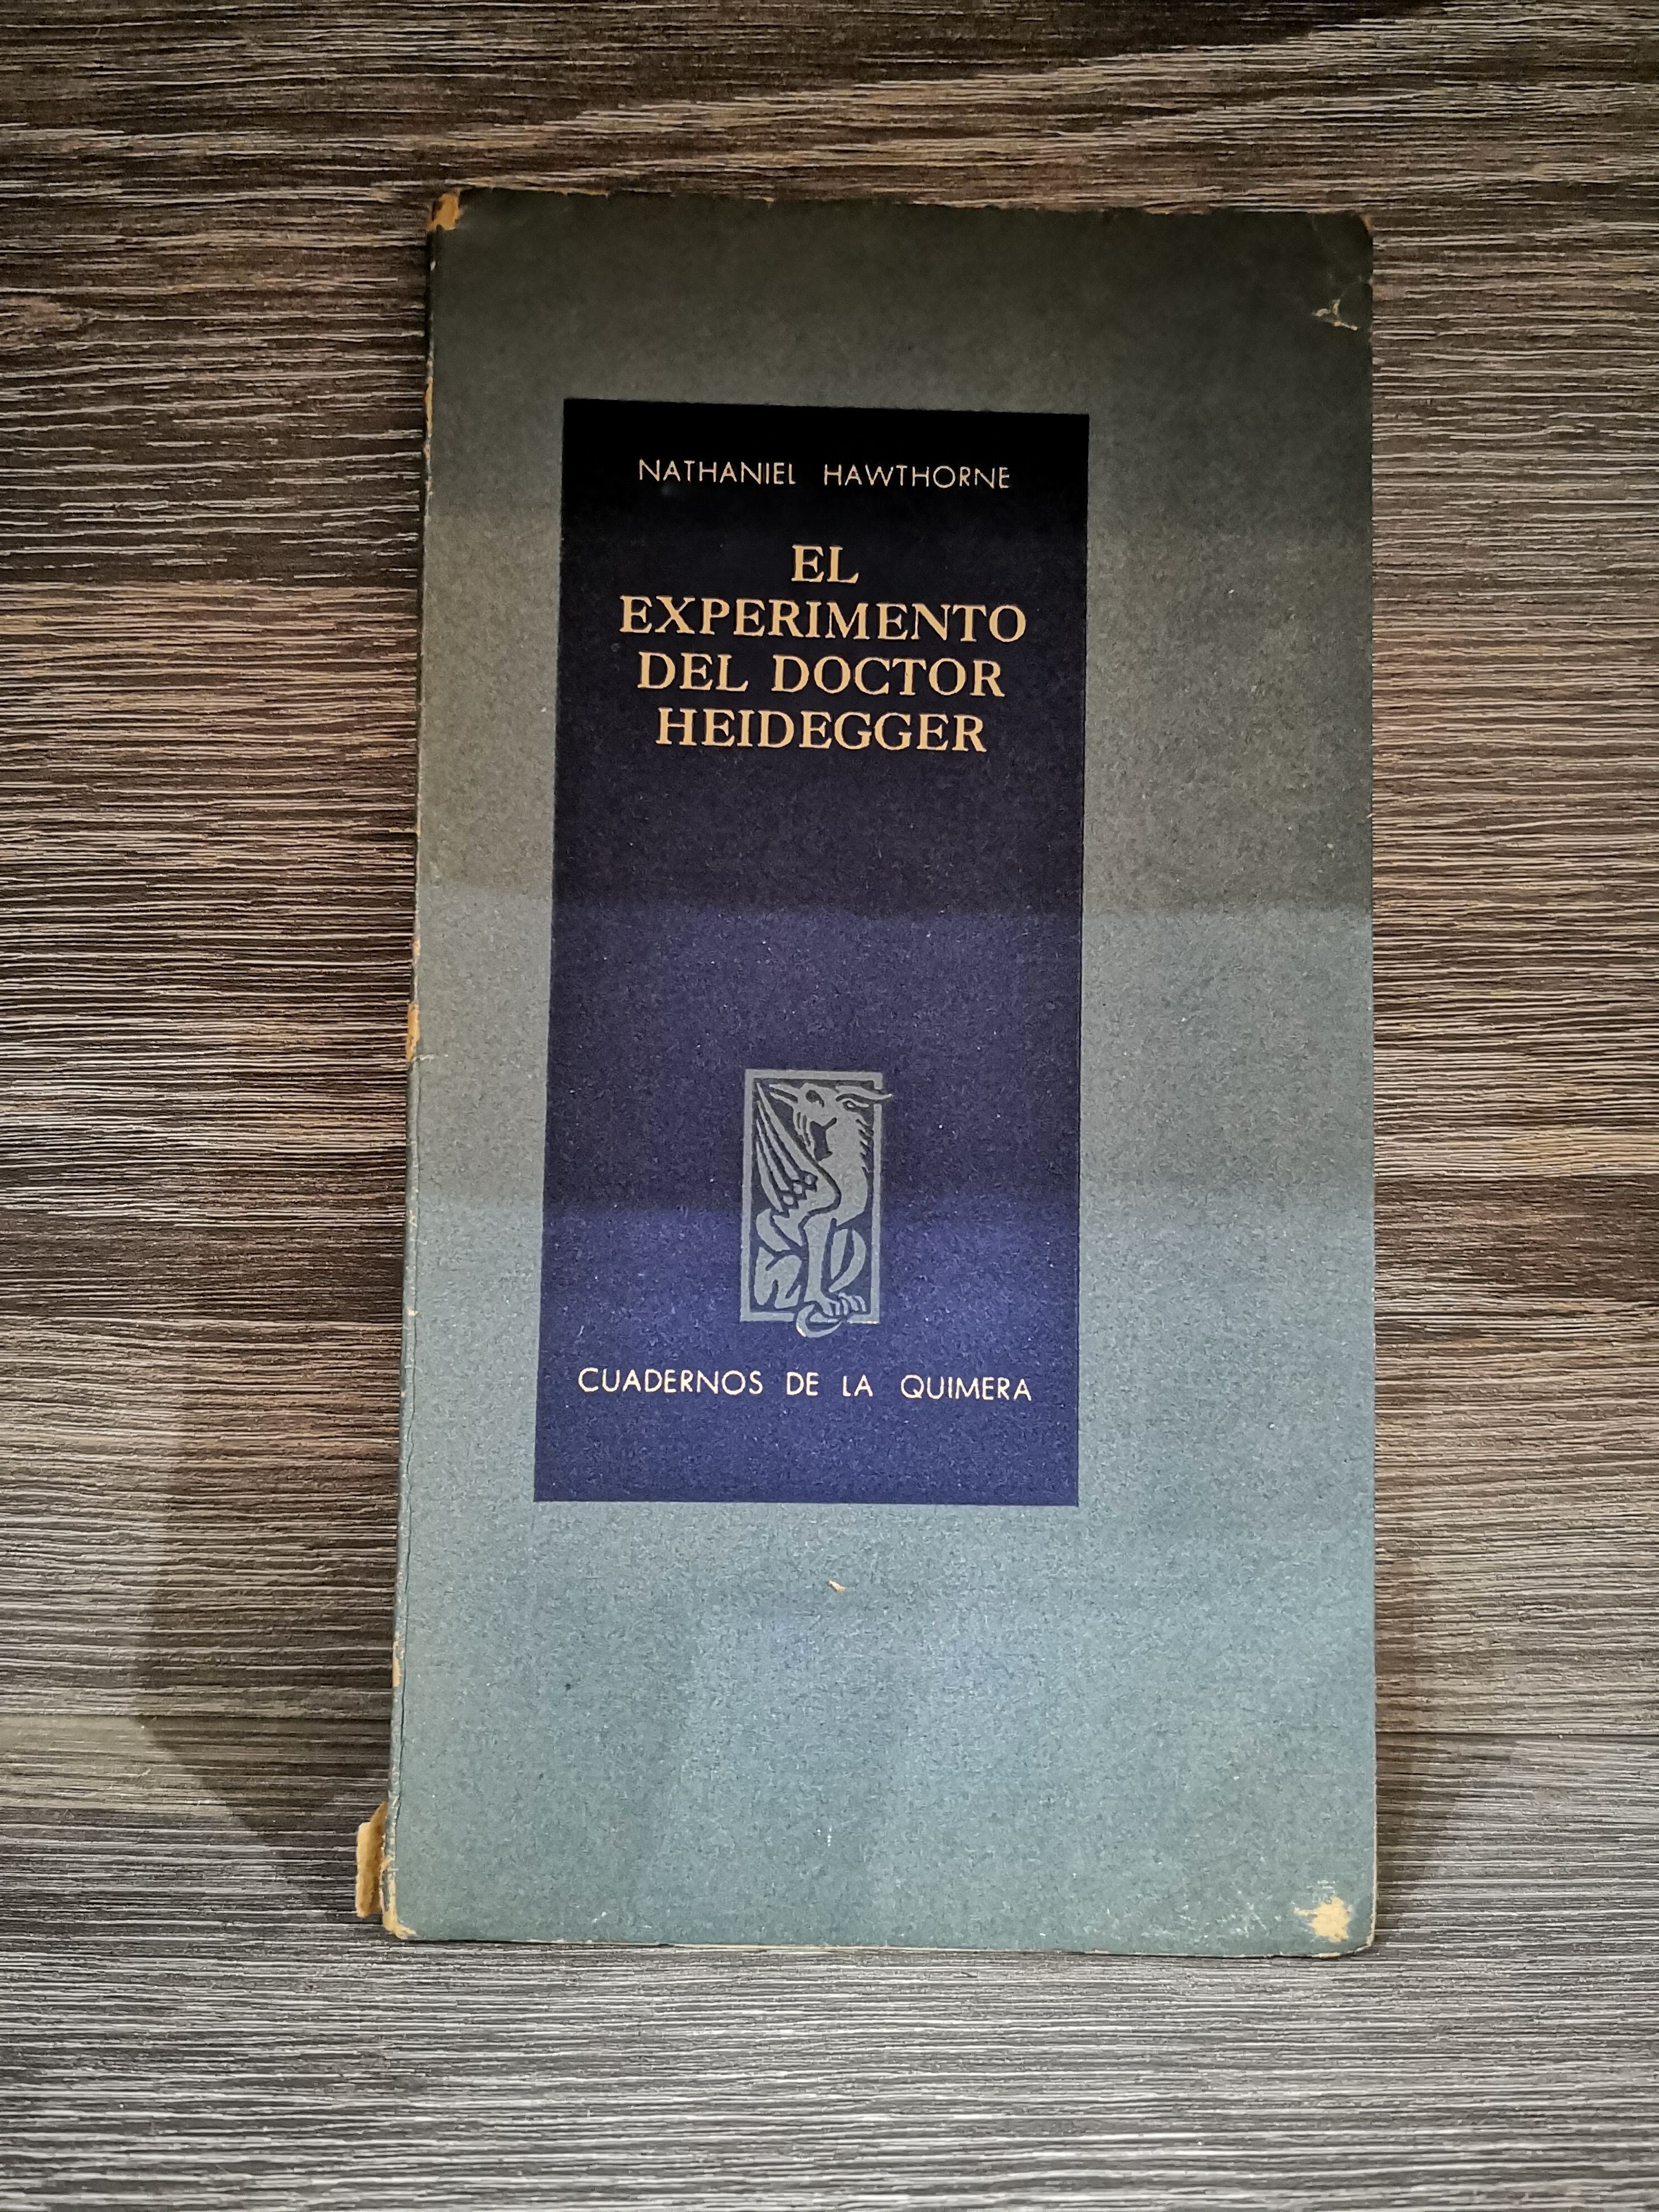 NATHANIEL HAWTHORNE
EL
EXPERIMENTO
DEL DOCTOR
HEIDEGGER
CUADERNOS DE LA QUIMERA